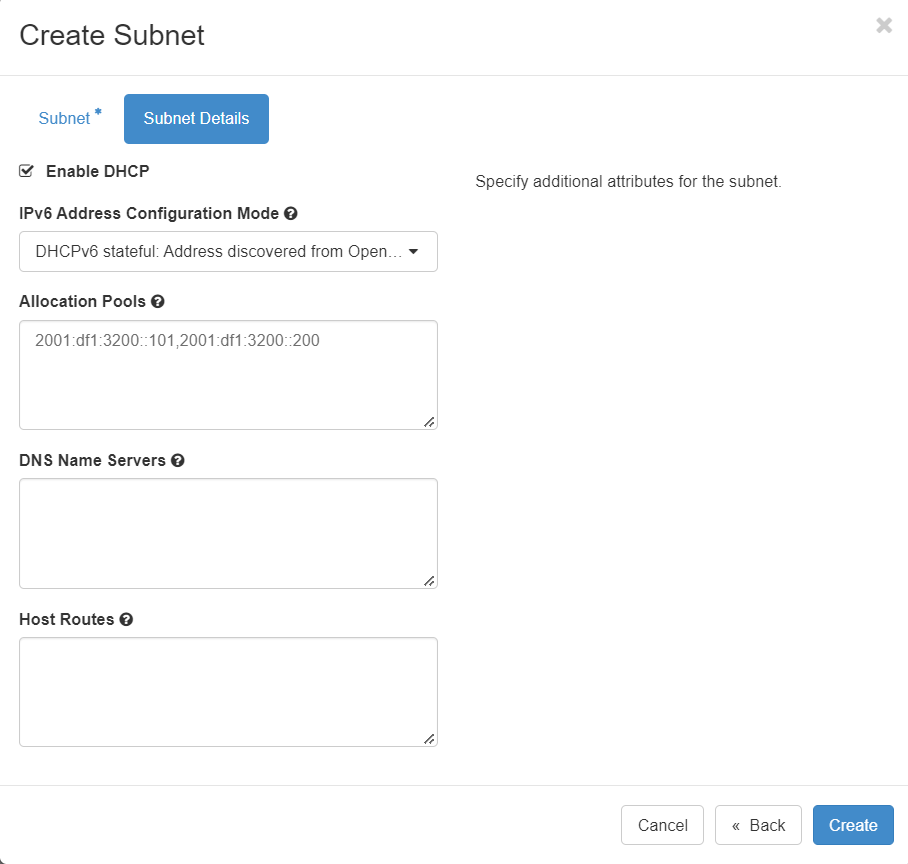 Create Subnet
Subnet *
Subnet Details
Enable DHCP
Specify additional attributes for the subnet.
IPv6 Address Configuration Mode
DHCPv6 stateful: Address discovered from Open…
Allocation Pools
2001:df1:3200::101,2001:df1:3200::200
DNS Name Servers
Host Routes
Cancel
« Back
Create